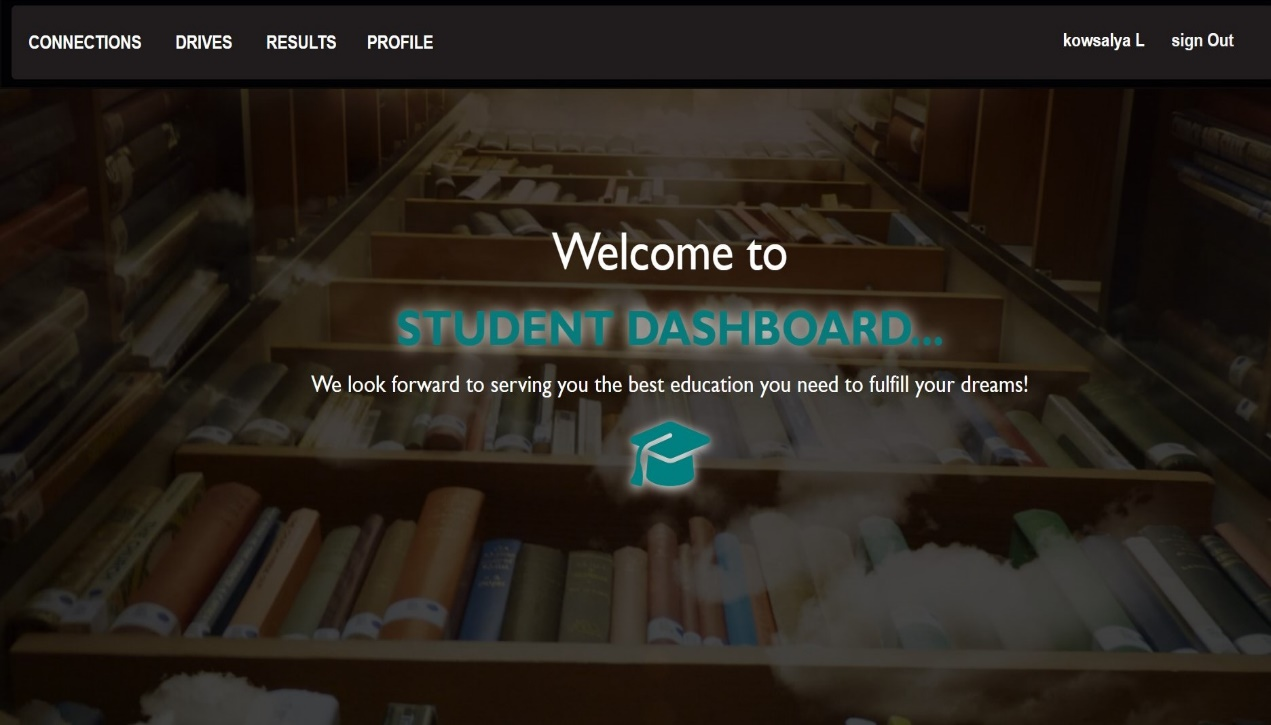 CONNECTIONS DRIVES RESULTS PROFILE kowsalya L sign Out
Welcome to
STUDENT DASHBOARD...
We look forward to serving you the best education you need to fulfill your dreams!